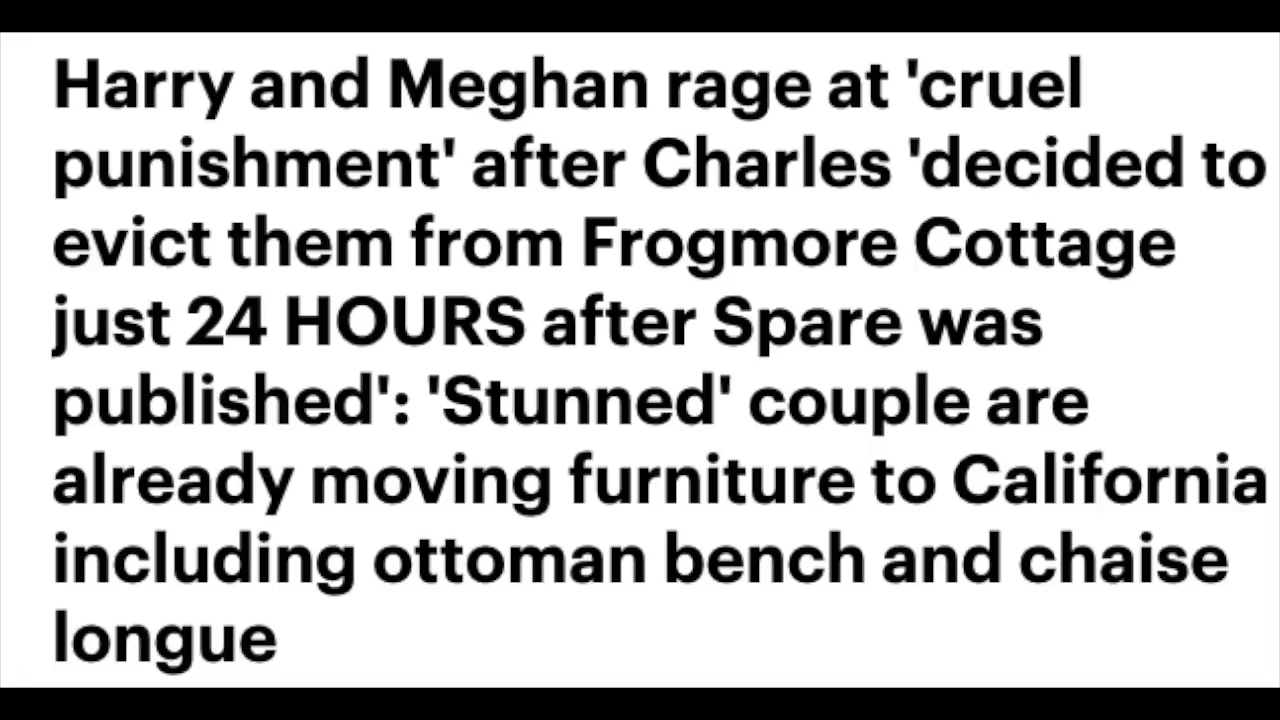 Harry and Meghan rage at 'cruel
punishment' after Charles 'decided to
evict them from Frogmore Cottage
just 24 HOURS after Spare was
published': 'Stunned' couple are
already moving furniture to California
including ottoman bench and chaise
longue